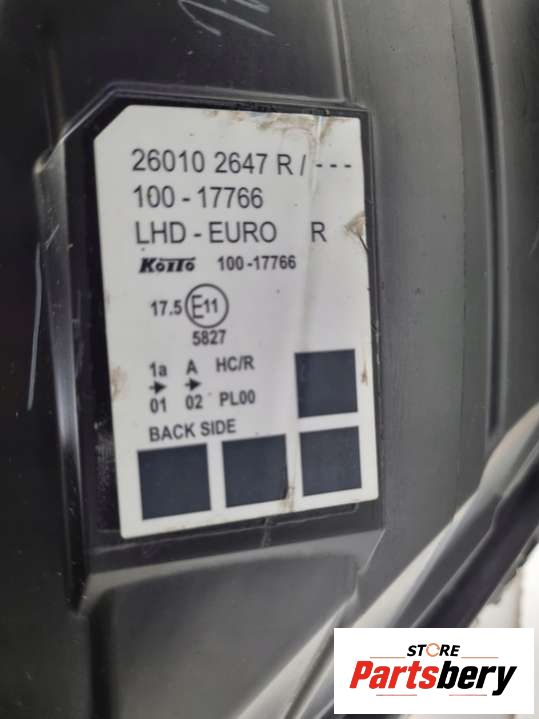 26010 2647 R / - - -
100 - 17766
LHD - EURO R
KOITO 100-17766
17.5 E11
5827
1a A HC/R
01 02 PL00
BACK SIDE
STORE
Partsbery